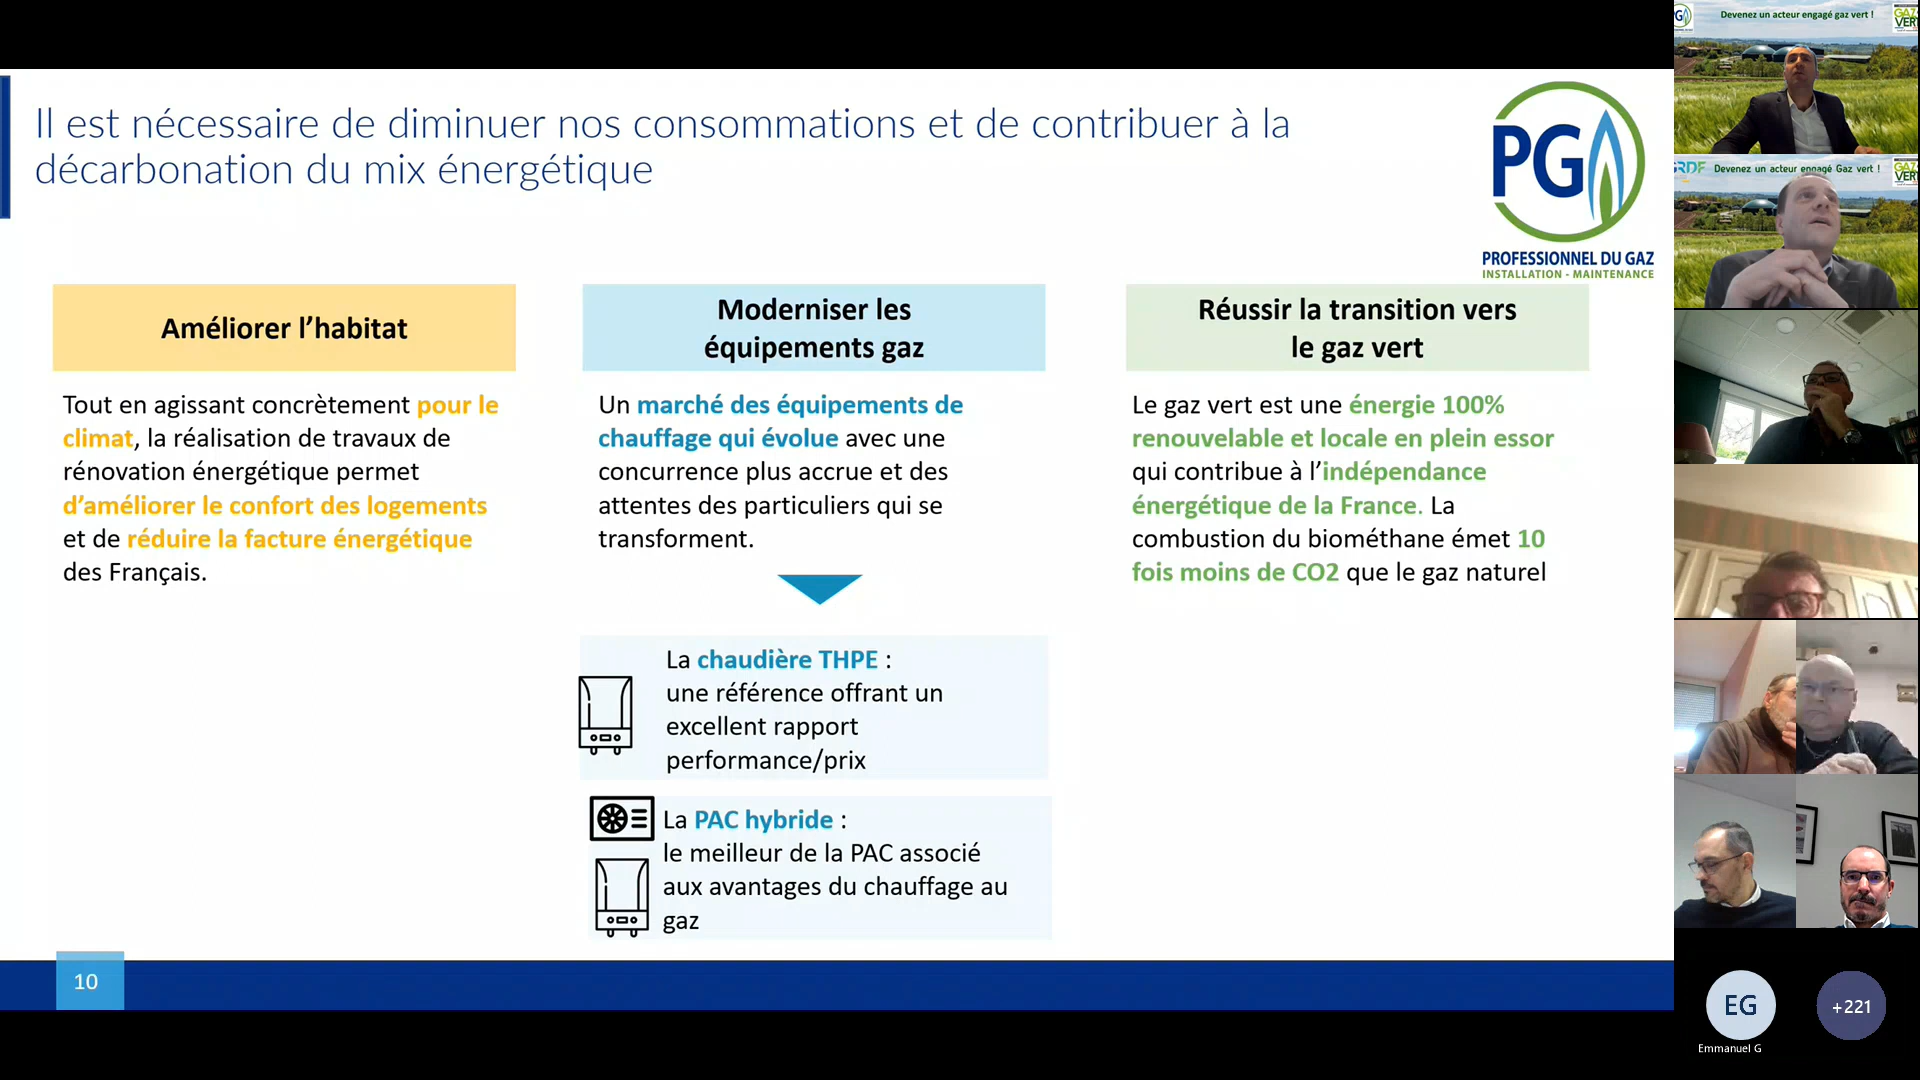 Il est nécessaire de diminuer nos consommations et de contribuer à la
décarbonation du mix énergétique
PG
PROFESSIONNEL DU GAZ
INSTALLATION - MAINTENANCE
Améliorer l'habitat
Tout en agissant concrètement pour le
climat, la réalisation de travaux de
rénovation énergétique permet
d'améliorer le confort des logements
et de réduire la facture énergétique
des Français.
Moderniser les
équipements gaz
Un marché des équipements de
chauffage qui évolue avec une
concurrence plus accrue et des
attentes des particuliers qui se
transforment.
La chaudière THPE :
une référence offrant un
excellent rapport
performance/prix
La PAC hybride :
le meilleur de la PAC associé
aux avantages du chauffage au
gaz
Réussir la transition vers
le gaz vert
Le gaz vert est une énergie 100%
renouvelable et locale en plein essor
qui contribue à l'indépendance
énergétique de la France. La
combustion du biométhane émet 10
fois moins de CO2 que le gaz naturel
10
Devenez un acteur engagé gaz vert !
GAZ
VERT
GRDF
Devenez un acteur engagé Gaz vert !
GAZ
VERT
EG
Emmanuel G
+221